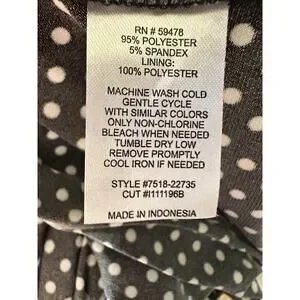 RN # 59478
95% POLYESTER
5% SPANDEX
LINING:
100% POLYESTER
MACHINE WASH COLD
GENTLE CYCLE
WITH SIMILAR COLORS
ONLY NON-CHLORINE
BLEACH WHEN NEEDED
TUMBLE DRY LOW
REMOVE PROMPTLY
COOL IRON IF NEEDED
STYLE #7518-22735
CUT #I111196B
MADE IN INDONESIA